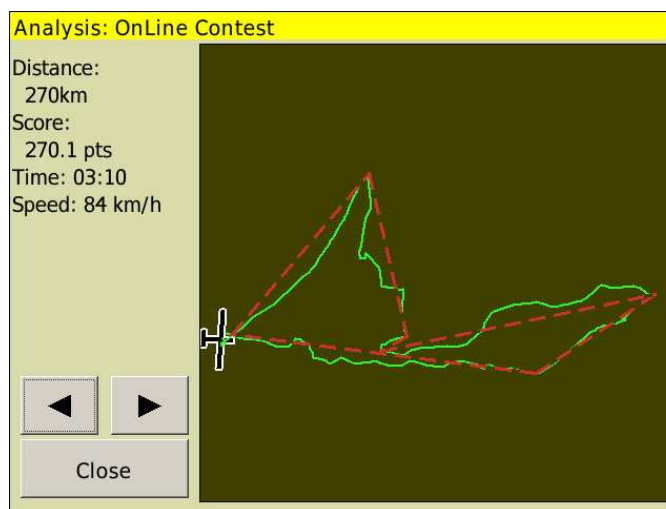 Analysis: OnLine Contest
Distance:
270km
Score:
270.1 pts
Time: 03:10
Speed: 84 km/h
Close